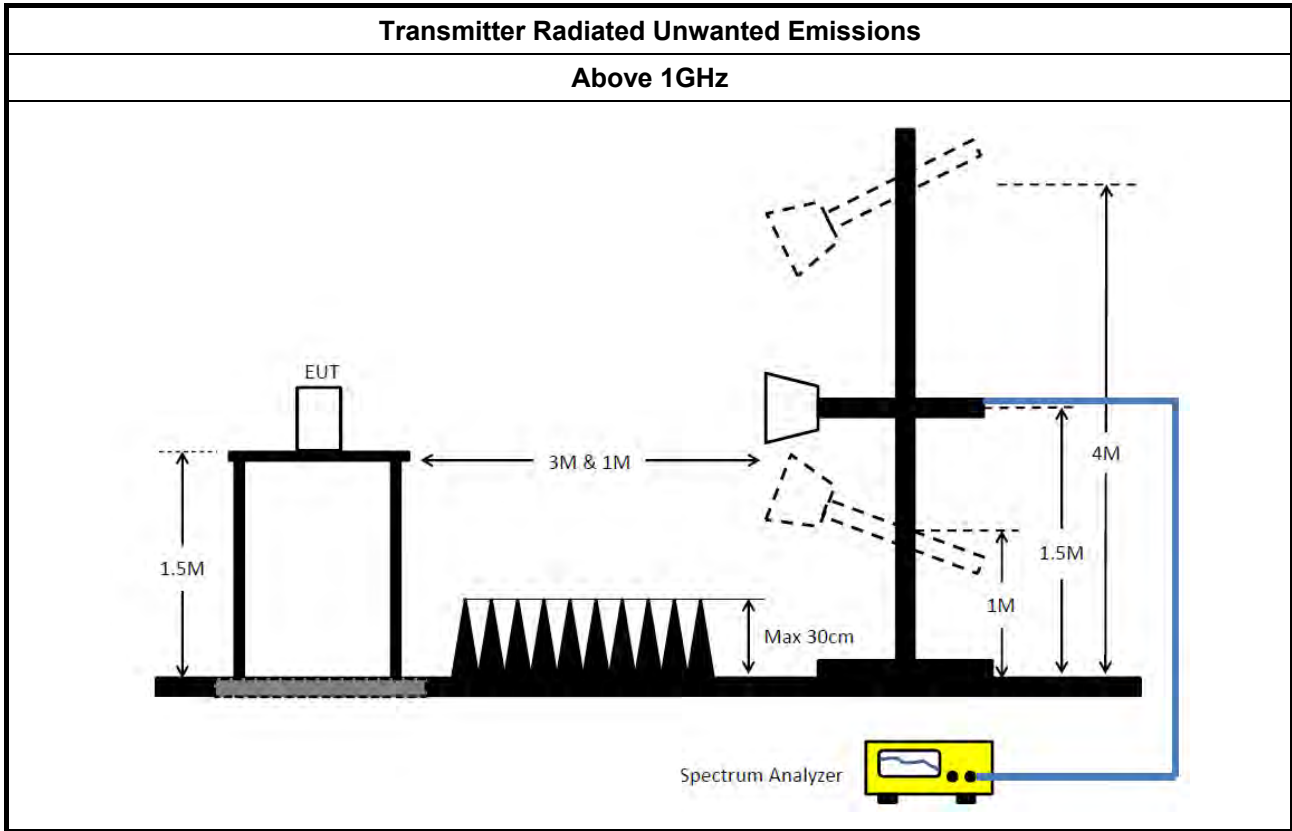 Transmitter Radiated Unwanted Emissions
Above 1GHz
EUT
3M & 1M
4M
1.5M
1.5M
1M
Max 30cm
Spectrum Analyzer